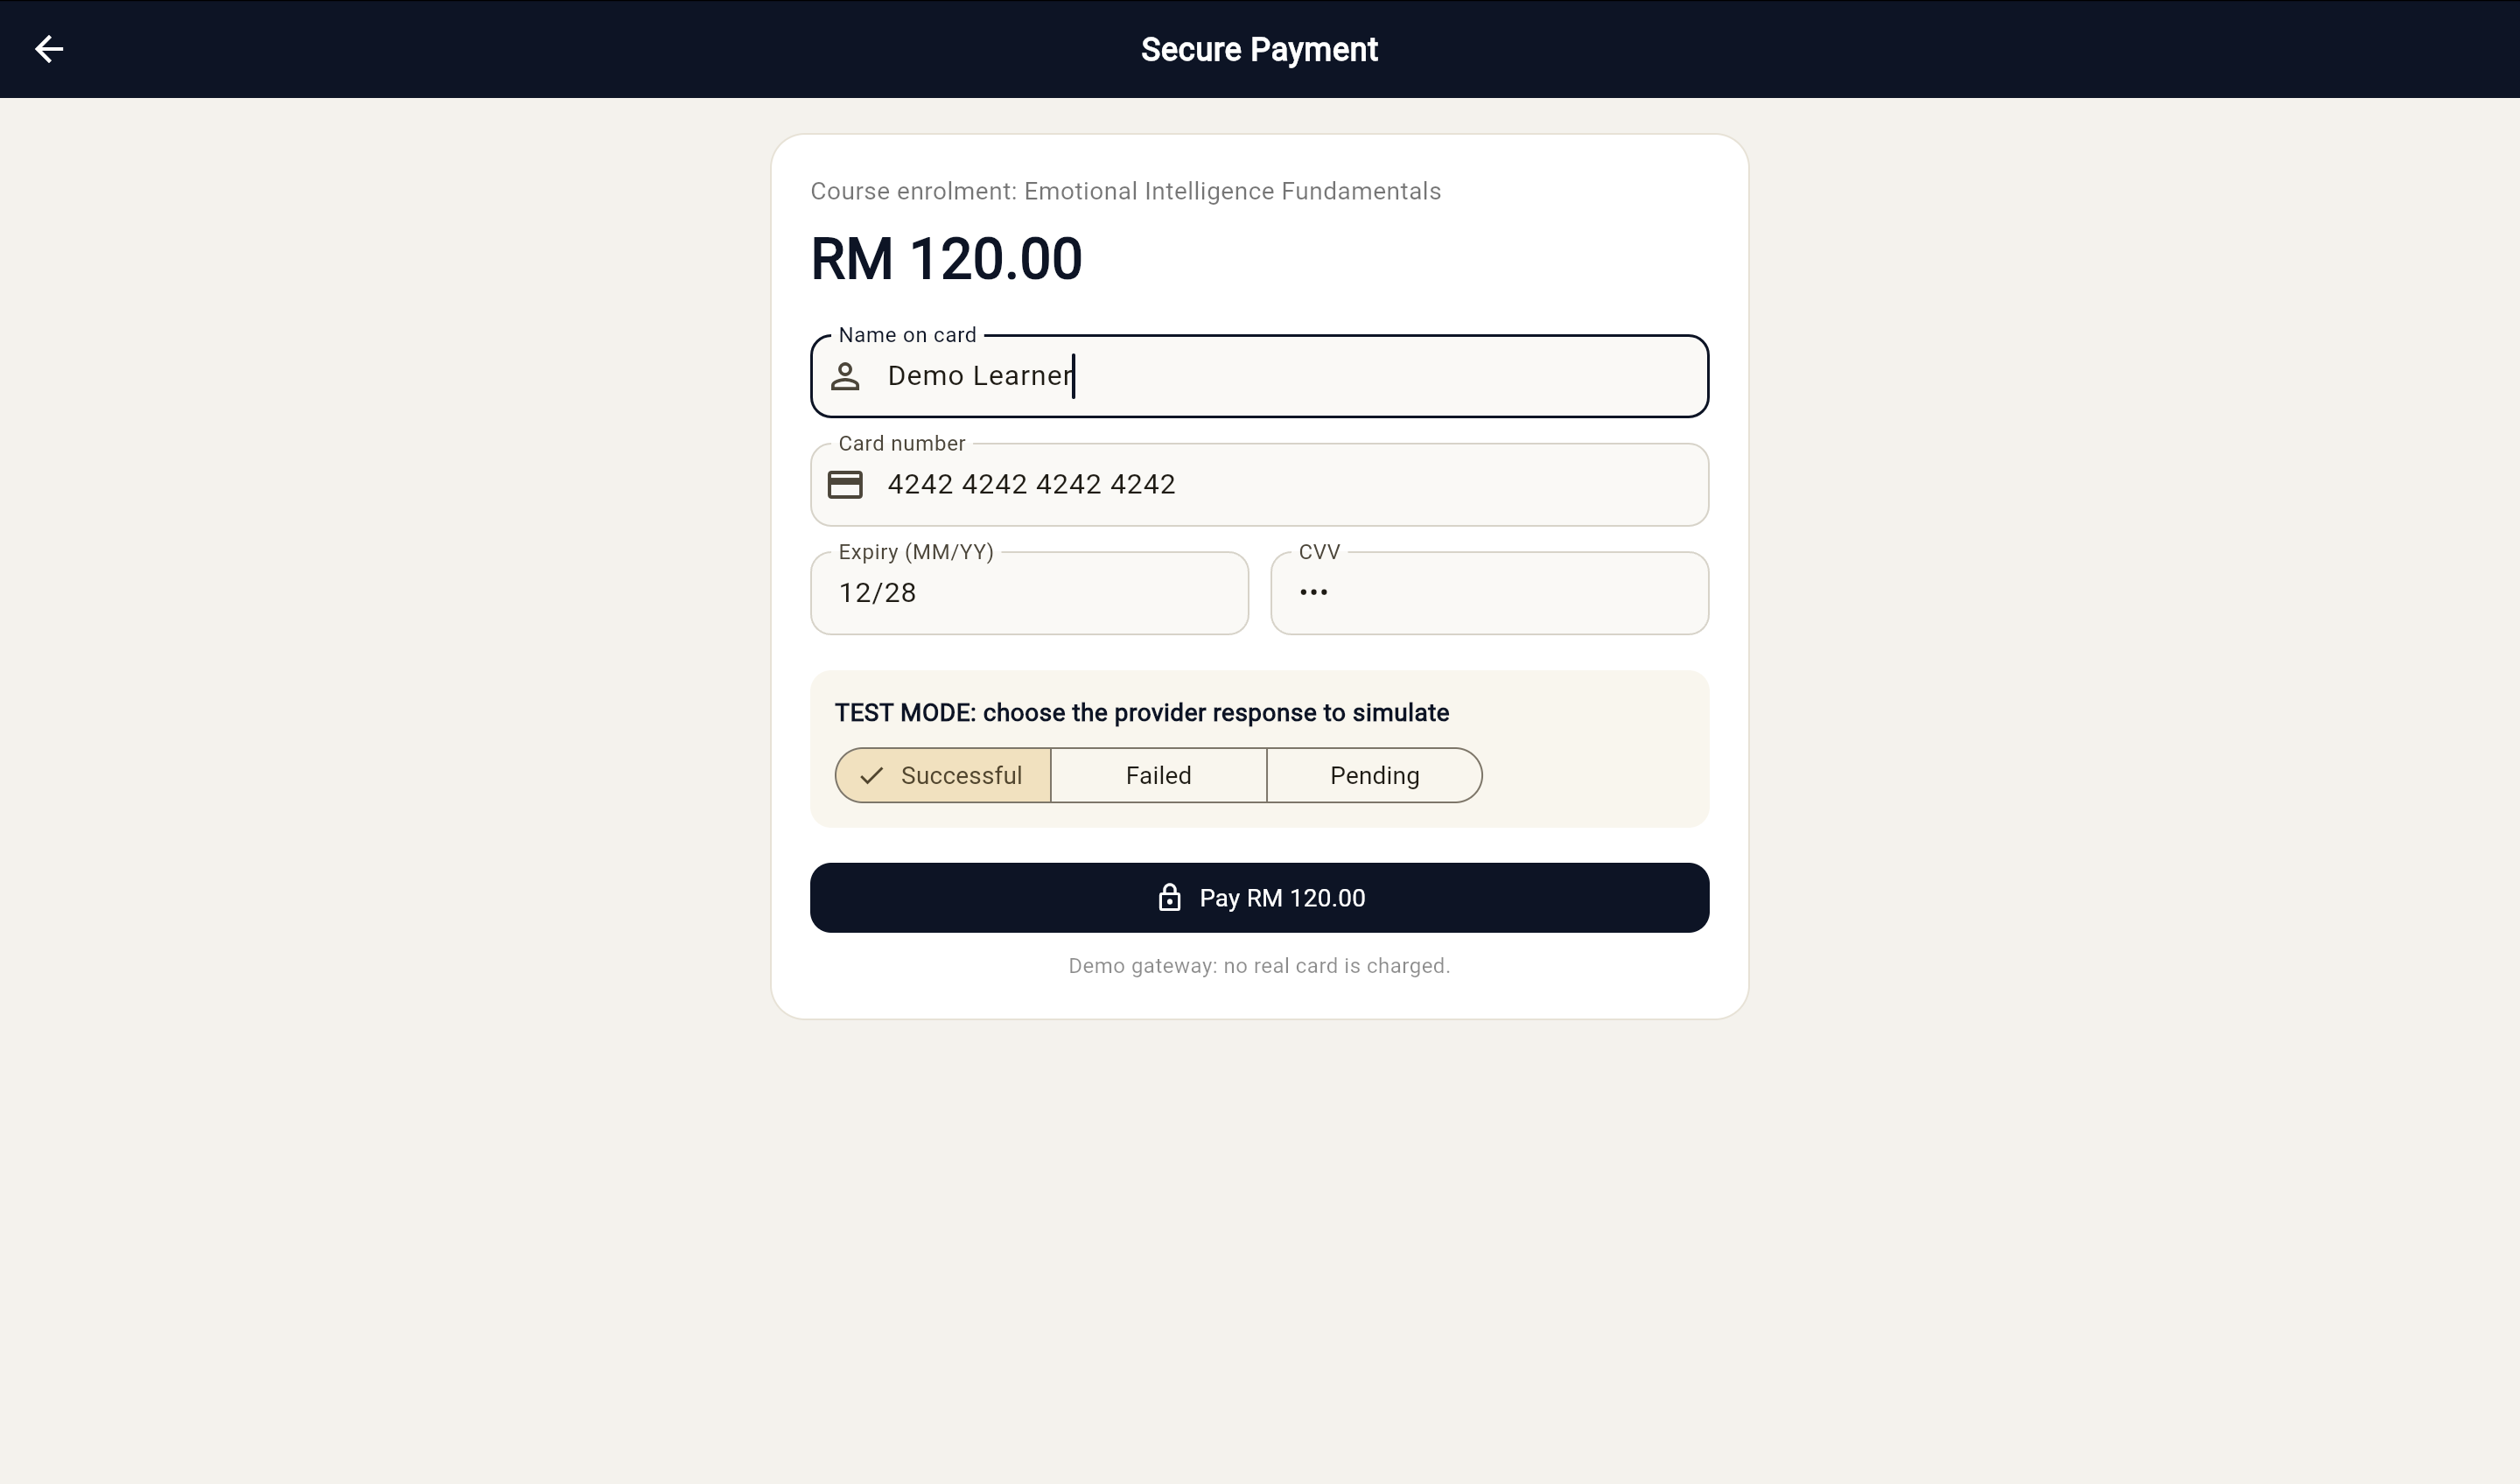 Secure Payment
Course enrolment: Emotional Intelligence Fundamentals
RM 120.00
Name on card
Demo Learner
Card number
4242 4242 4242 4242
Expiry (MM/YY)
12/28
CVV
•••
TEST MODE: choose the provider response to simulate
Successful
Failed
Pending
Pay RM 120.00
Demo gateway: no real card is charged.